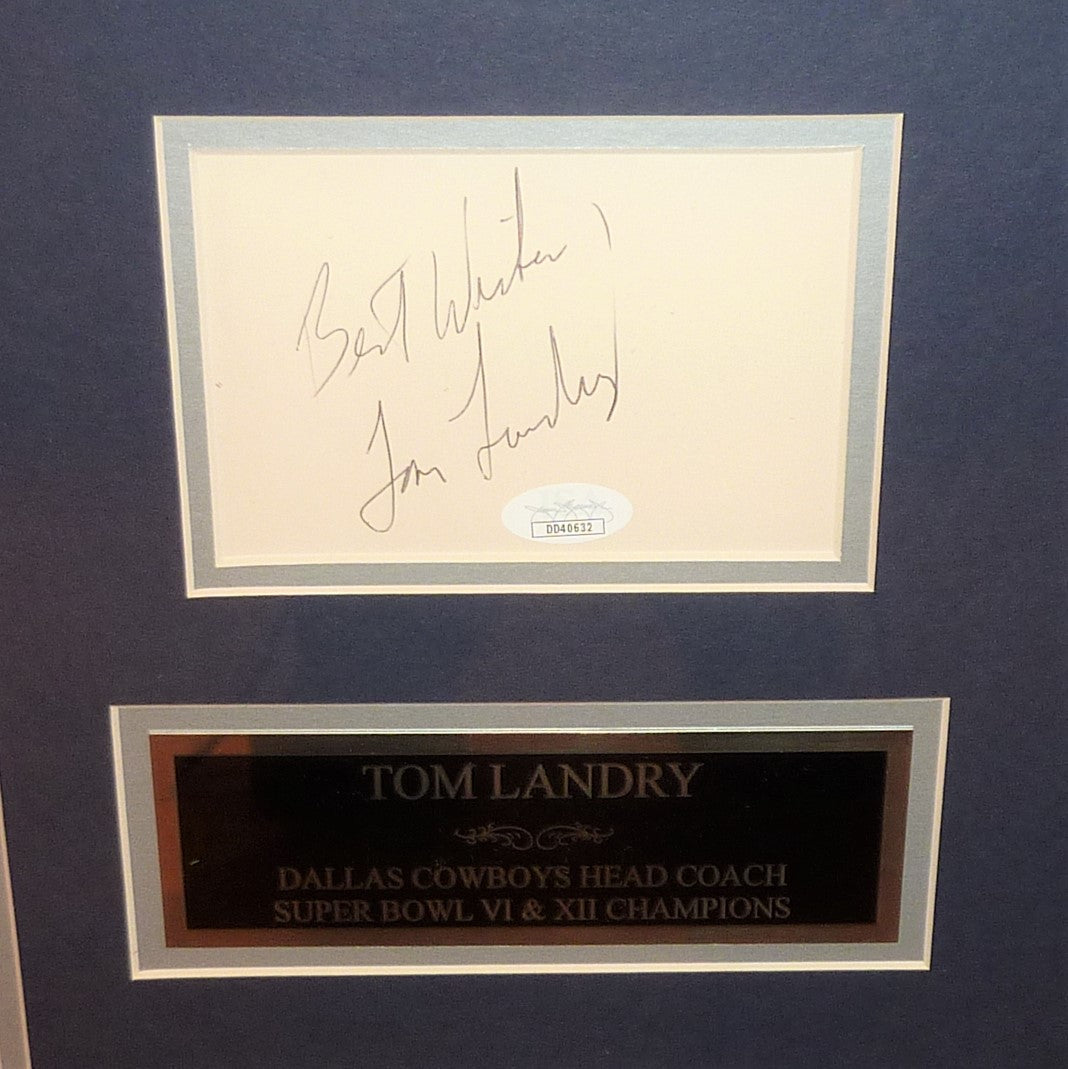 Best Wishes,
Tom Landry
DD40632
TOM LANDRY
DALLAS COWBOYS HEAD COACH
SUPER BOWL VI & XII CHAMPIONS